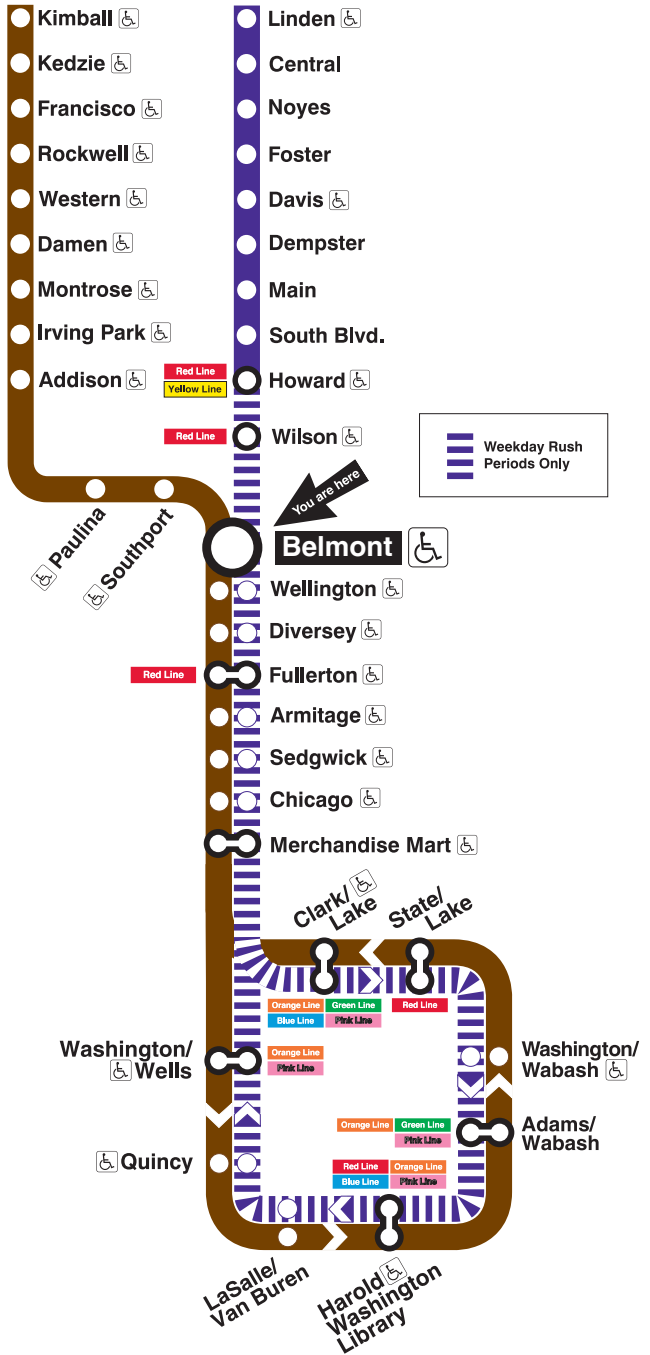 Kimball
Kedzie
Francisco
Rockwell
Western
Damen
Montrose
Irving Park
Addison
Paulina
Southport
Linden
Central
Noyes
Foster
Davis
Dempster
Main
South Blvd.
Red Line
Yellow Line
Howard
Red Line
Wilson
Weekday Rush
Periods Only
You are here
Belmont
Wellington
Diversey
Red Line
Fullerton
Armitage
Sedgwick
Chicago
Merchandise Mart
Clark/
Lake
State/
Lake
Orange Line
Green Line
Blue Line
Pink Line
Red Line
Washington/
Wells
Orange Line
Pink Line
Washington/
Wabash
Orange Line
Green Line
Pink Line
Adams/
Wabash
Quincy
Red Line
Orange Line
Blue Line
Pink Line
LaSalle/
Van Buren
Harold
Washington
Library